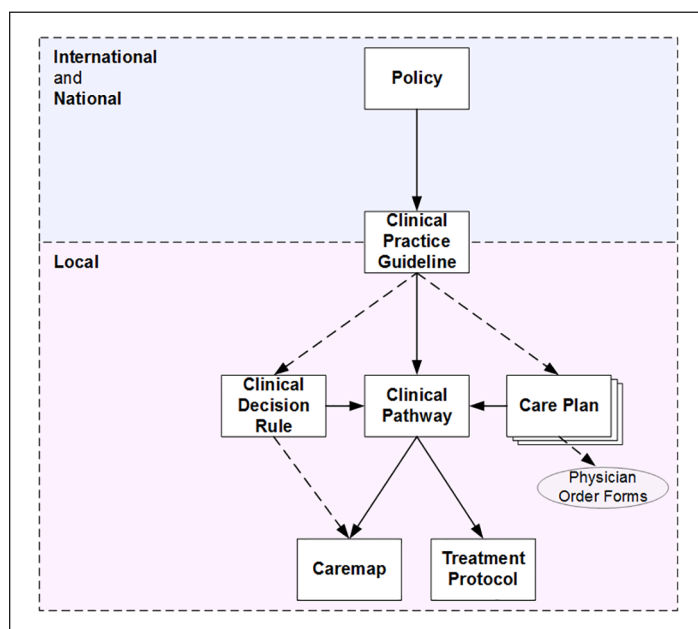 International
and
National
Policy
Clinical
Practice
Guideline
Local
Clinical
Decision
Rule
Clinical
Pathway
Care Plan
Physician
Order Forms
Caremap
Treatment
Protocol